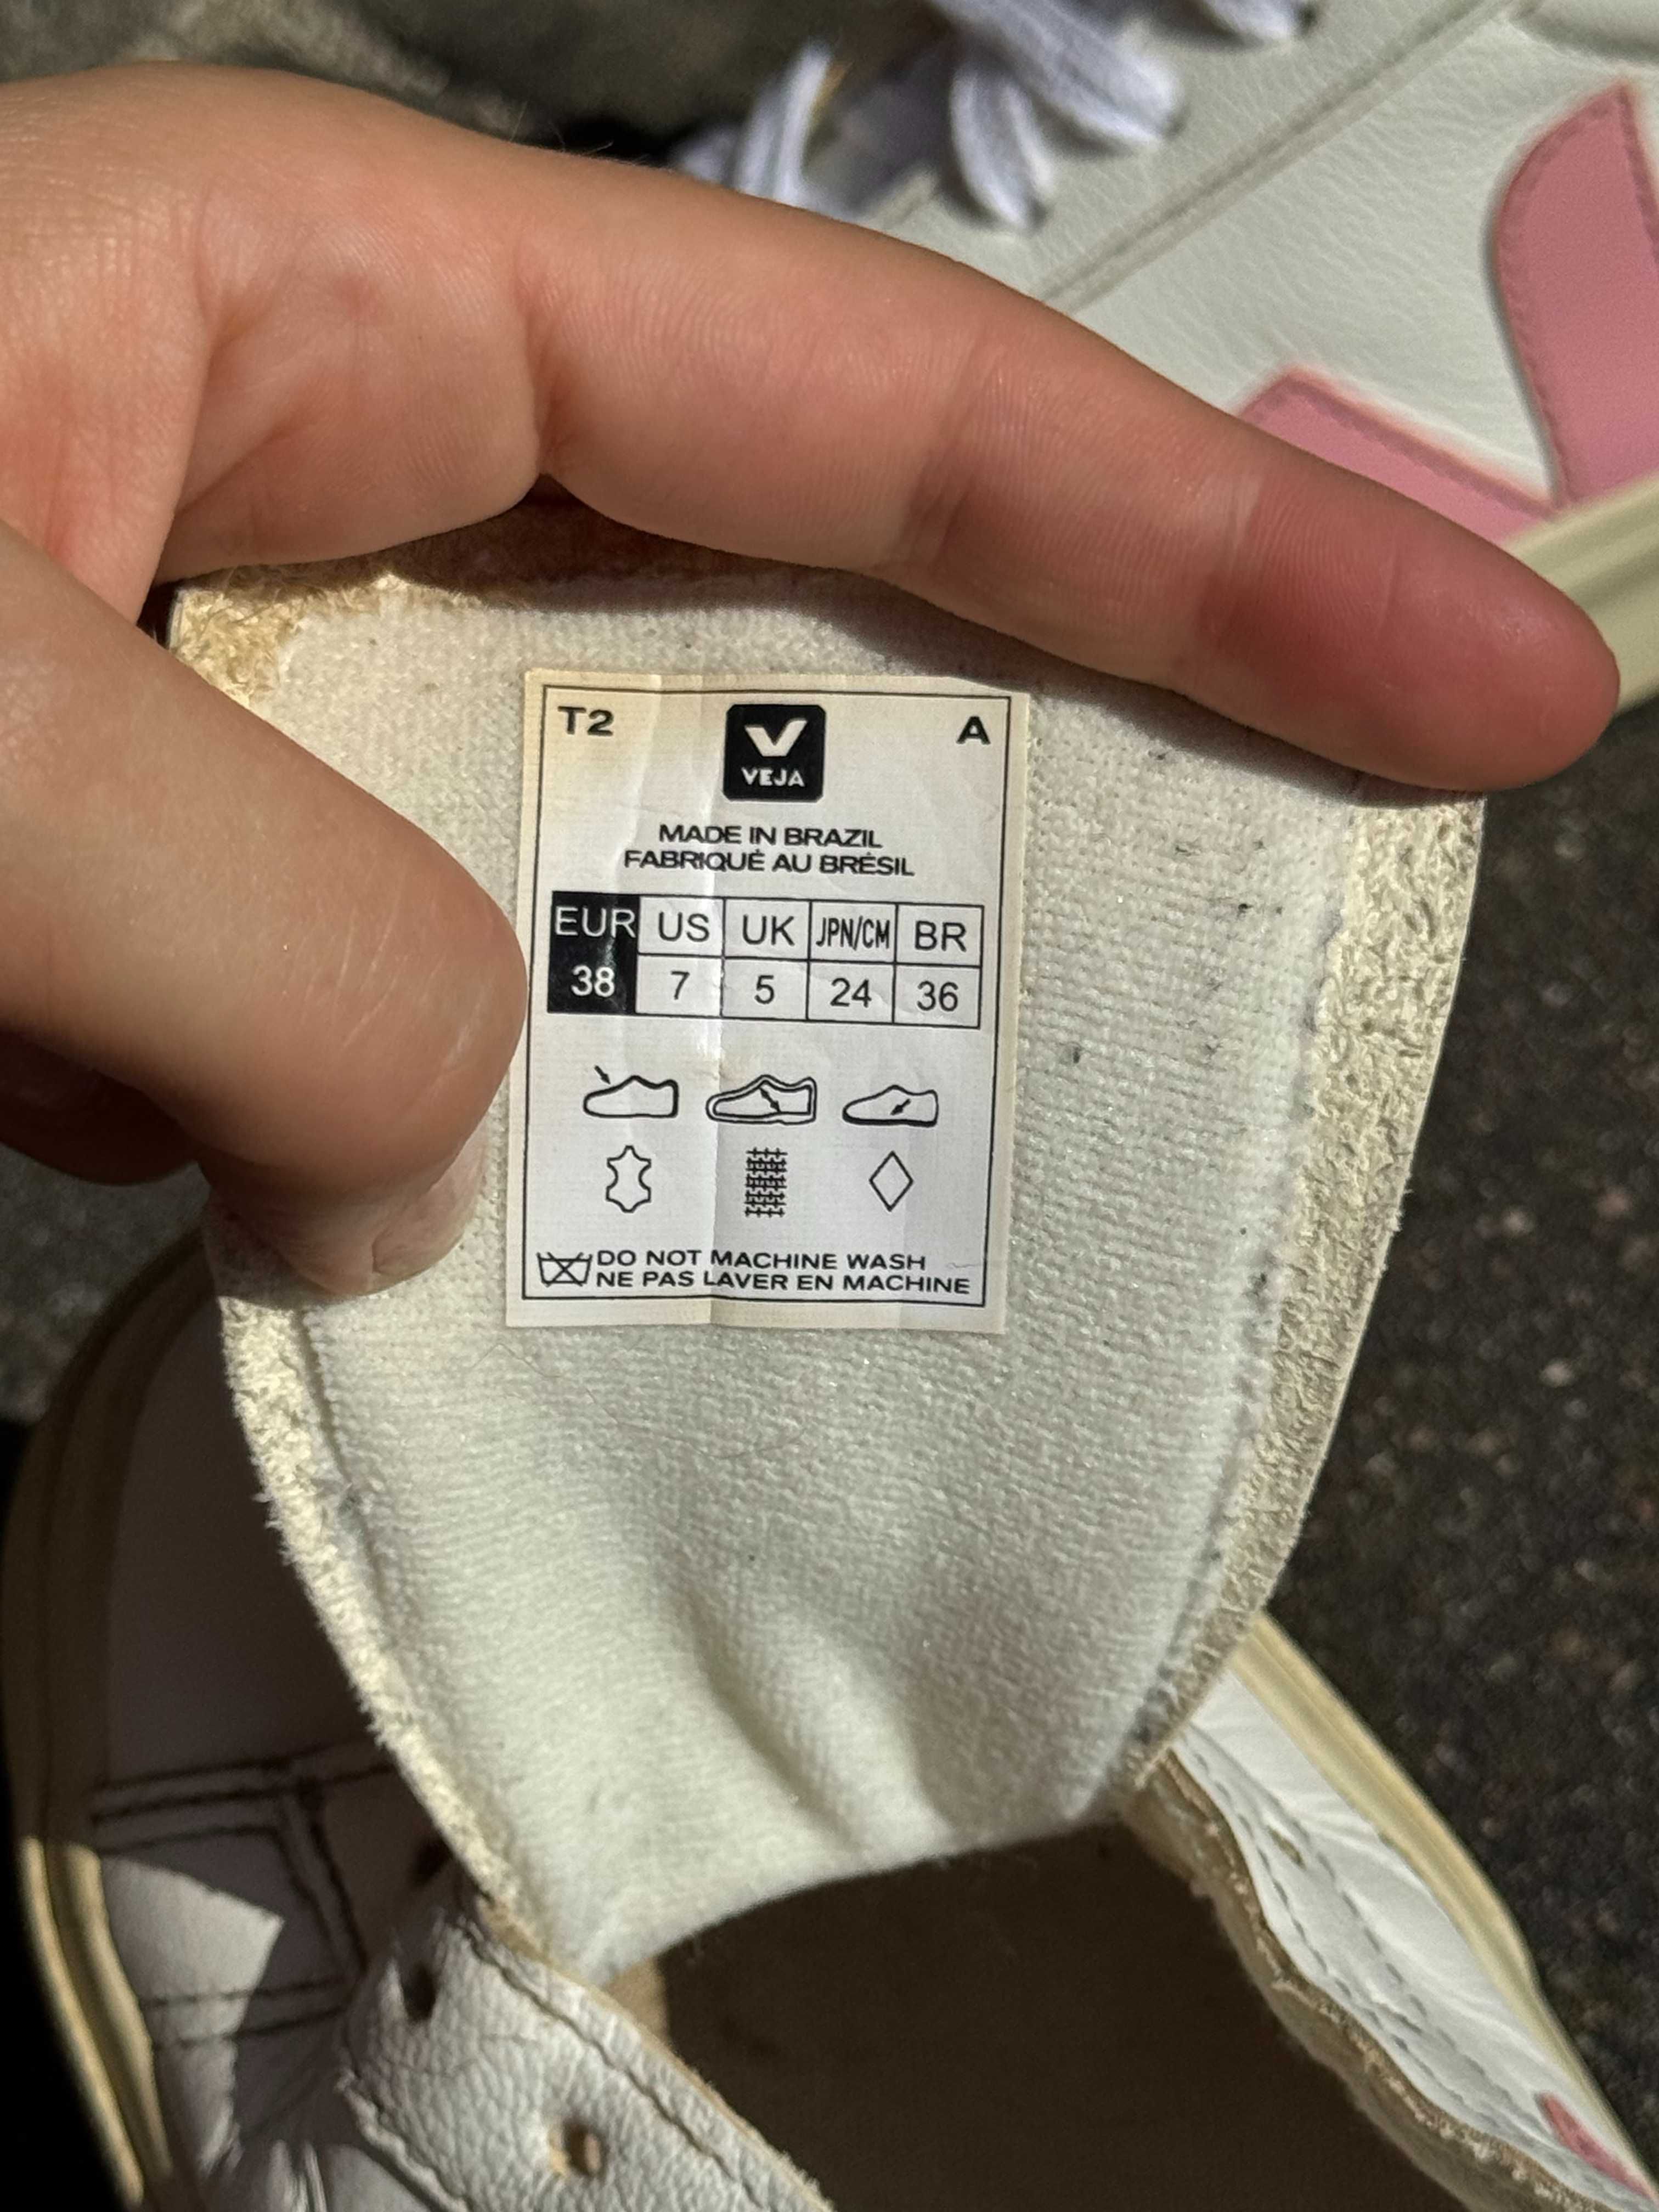 T2 A
VEJA
MADE IN BRAZIL
FABRIQUÉ AU BRÉSIL
EUR US UK JPN/CM BR
38 7 5 24 36
DO NOT MACHINE WASH
NE PAS LAVER EN MACHINE